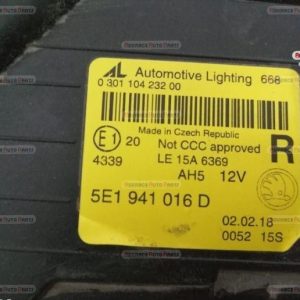 AL Automotive Lighting 668
0 301 104 232 00
Made in Czech Republic
E1 20 Not CCC approved R
4339 LE 15A 6369
AH5 12V
5E1 941 016 D
02.02.18
0052 15S